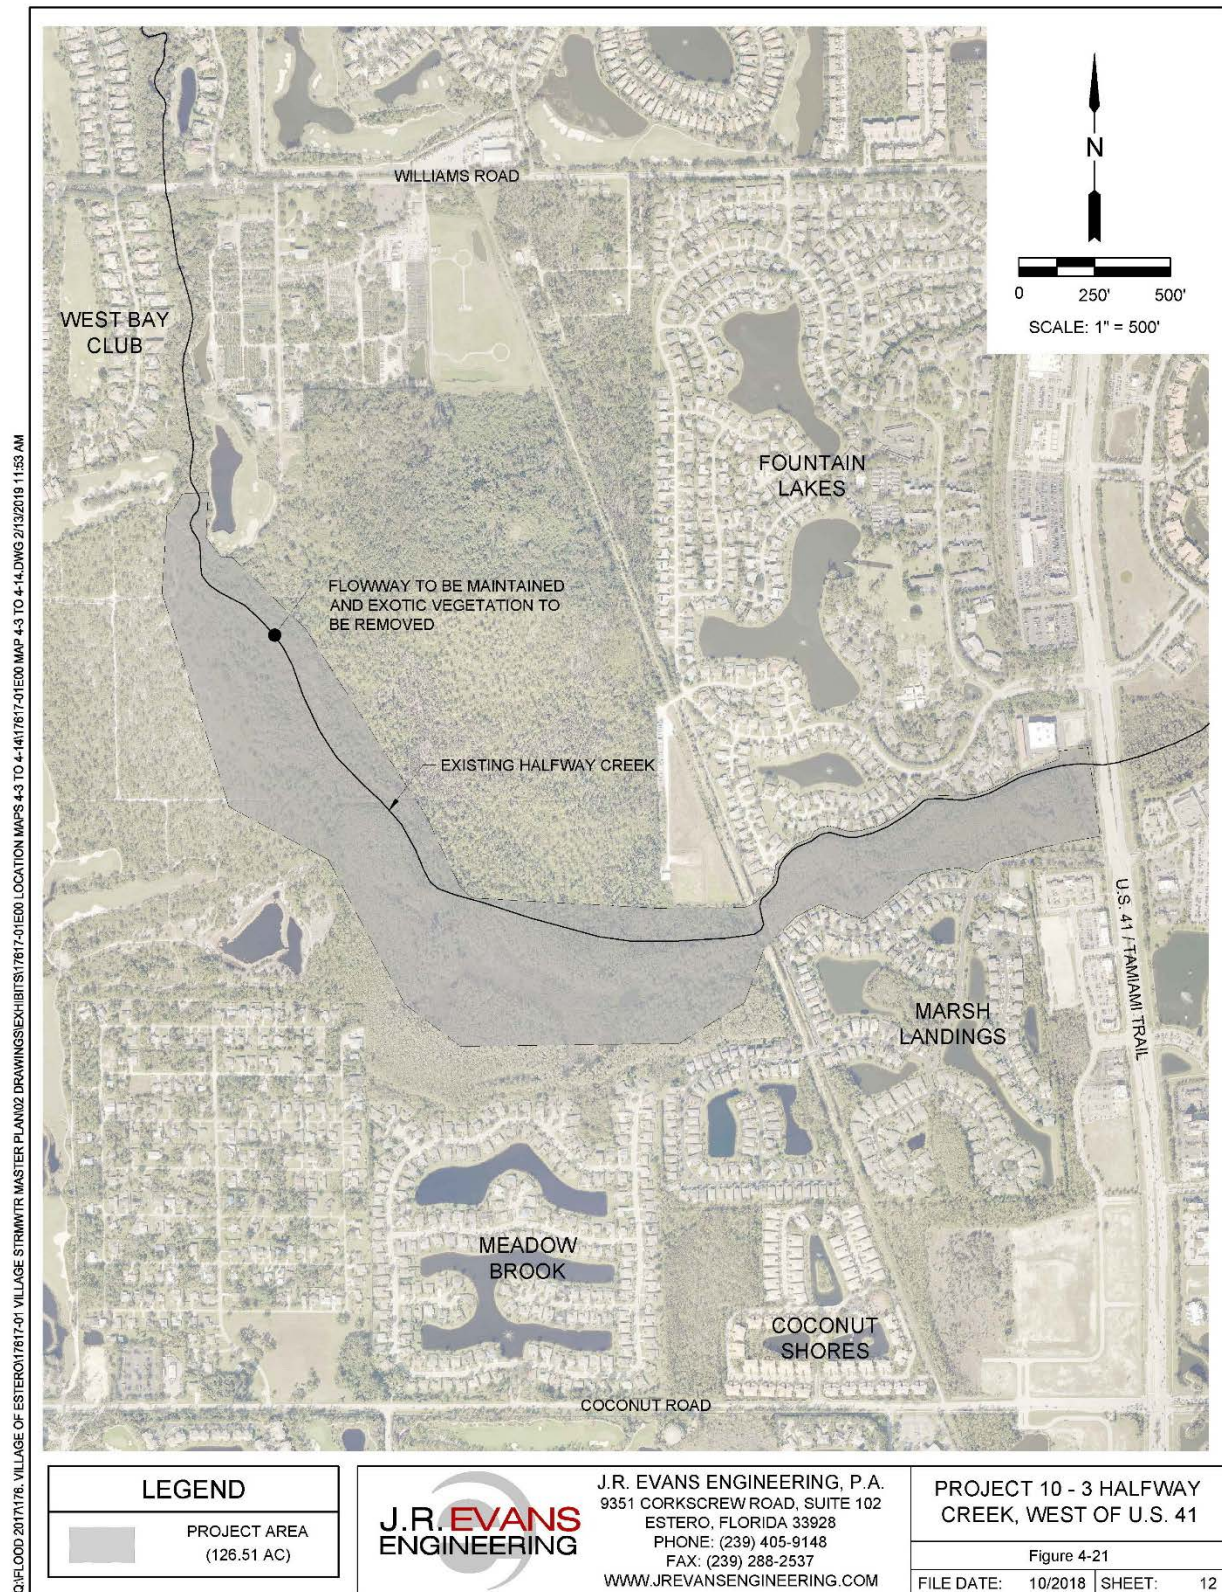 N
0 250' 500'
SCALE: 1" = 500'
WILLIAMS ROAD
WEST BAY
CLUB
FOUNTAIN
LAKES
FLOWWAY TO BE MAINTAINED
AND EXOTIC VEGETATION TO
BE REMOVED
EXISTING HALFWAY CREEK
U.S. 41 / TAMIAMI TRAIL
MARSH
LANDINGS
MEADOW
BROOK
COCONUT
SHORES
COCONUT ROAD
Q:\FLOOD 2017\176. VILLAGE OF ESTERO\17617-01 VILLAGE STRMWTR MASTER PLAN\02 DRAWINGS\EXHIBITS\17617-01E00 LOCATION MAPS 4-3 TO 4-14\17617-01E00 MAP 4-3 TO 4-14.DWG 2/13/2019 11:53 AM
LEGEND
PROJECT AREA
(126.51 AC)
J.R.EVANS
ENGINEERING
J.R. EVANS ENGINEERING, P.A.
9351 CORKSCREW ROAD, SUITE 102
ESTERO, FLORIDA 33928
PHONE: (239) 405-9148
FAX: (239) 288-2537
WWW.JREVANSENGINEERING.COM
PROJECT 10 - 3 HALFWAY
CREEK, WEST OF U.S. 41
Figure 4-21
FILE DATE: 10/2018 SHEET: 12